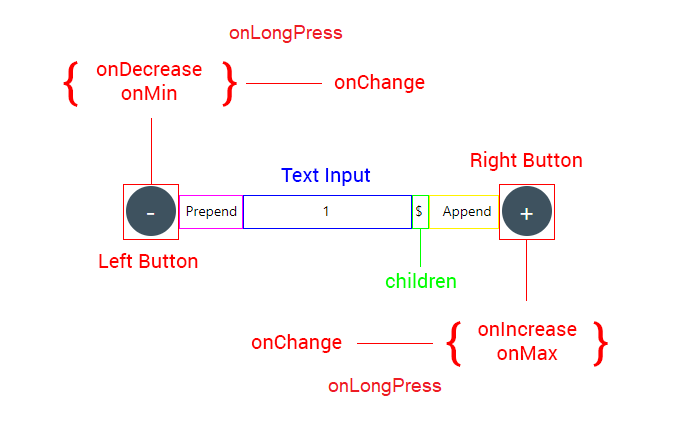 onLongPress
{ onDecrease }
onMin
onChange
Right Button
Text Input
- Prepend 1 $ Append +
Left Button
children
onChange
{ onIncrease }
onMax
onLongPress